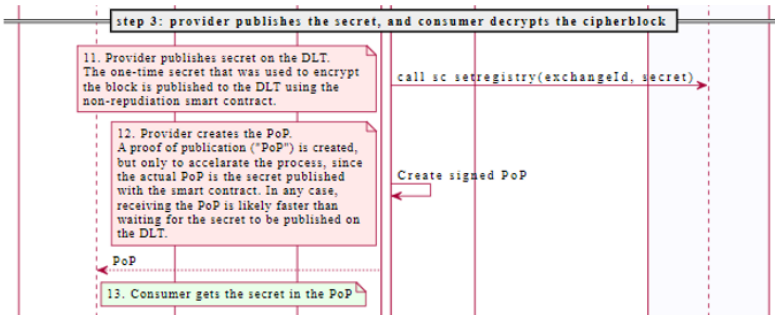 step 3: provider publishes the secret, and consumer decrypts the cipherblock
11. Provider publishes secret on the DLT.
The one-time secret that was used to encrypt
the block is published to the DLT using the
non-repudiation smart contract.
call sc setregistry(exchangeId, secret)
12. Provider creates the PoP.
A proof of publication ("PoP") is created,
but only to accelarate the process, since
the actual PoP is the secret published
with the smart contract. In any case,
receiving the PoP is likely faster than
waiting for the secret to be published on
the DLT.
Create signed PoP
PoP
13. Consumer gets the secret in the PoP